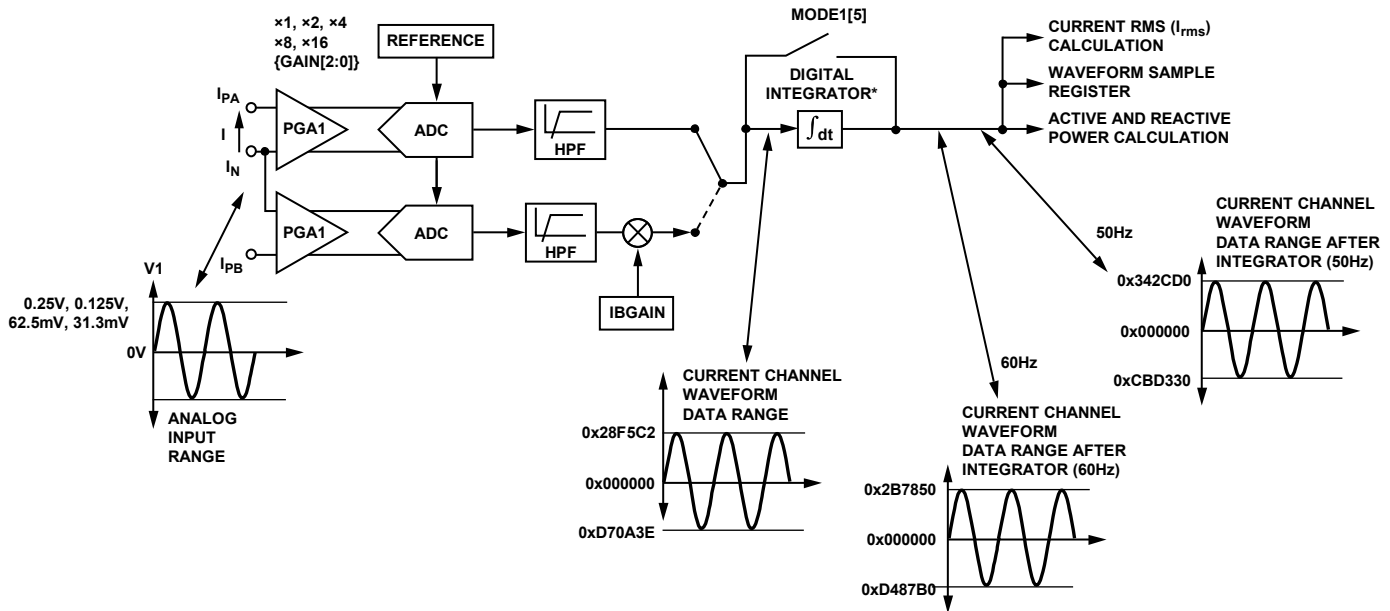 ×1, ×2, ×4
×8, ×16
{GAIN[2:0]}
REFERENCE
MODE1[5]
CURRENT RMS (Irms)
CALCULATION
WAVEFORM SAMPLE
REGISTER
ACTIVE AND REACTIVE
POWER CALCULATION
DIGITAL
INTEGRATOR*
IPA
I
IN
PGA1
ADC
HPF
∫dt
PGA1
ADC
HPF
IPB
IBGAIN
V1
0.25V, 0.125V,
62.5mV, 31.3mV
0V
ANALOG
INPUT
RANGE
50Hz
60Hz
CURRENT CHANNEL
WAVEFORM
DATA RANGE AFTER
INTEGRATOR (50Hz)
0x342CD0
0x000000
0xCBD330
CURRENT CHANNEL
WAVEFORM
DATA RANGE
0x28F5C2
0x000000
0xD70A3E
CURRENT CHANNEL
WAVEFORM
DATA RANGE AFTER
INTEGRATOR (60Hz)
0x2B7850
0x000000
0xD487B0